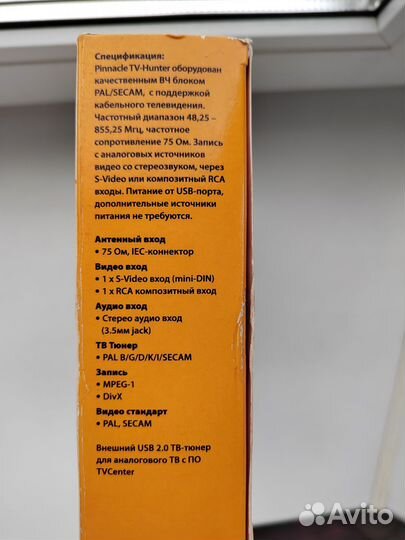 Спецификация:
Pinnacle TV-Hunter оборудован
качественным ВЧ блоком
PAL/SECAM, с поддержкой
кабельного телевидения.
Частотный диапазон 48,25 –
855,25 Мгц, частотное
сопротивление 75 Ом. Запись
с аналоговых источников
видео со стереозвуком, через
S-Video или композитный RCA
входы. Питание от USB-порта,
дополнительные источники
питания не требуются.
Антенный вход
• 75 Ом, IEC-коннектор
Видео вход
• 1 x S-Video вход (mini-DIN)
• 1 x RCA композитный вход
Аудио вход
• Стерео аудио вход
(3.5мм jack)
ТВ Тюнер
• PAL B/G/D/K/I/SECAM
Запись
• MPEG-1
• DivX
Видео стандарт
• PAL, SECAM
Внешний USB 2.0 ТВ-тюнер
для аналогового ТВ с ПО
TVCenter
Avito